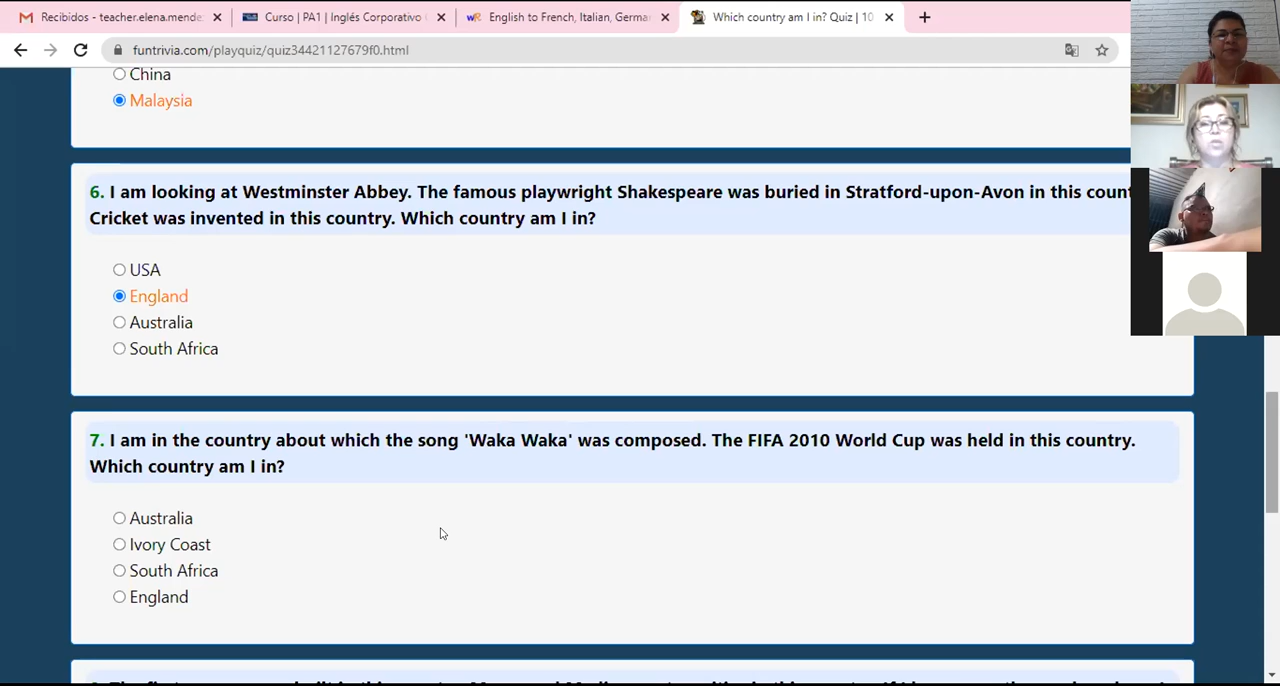 Recibidos - teacher.elena.mende
Curso | PA1 | Inglés Corporativo
English to French, Italian, Germa
Which country am I in? Quiz | 10
funtrivia.com/playquiz/quiz34421127679f0.html
China
Malaysia
6. I am looking at Westminster Abbey. The famous playwright Shakespeare was buried in Stratford-upon-Avon in this count
Cricket was invented in this country. Which country am I in?
USA
England
Australia
South Africa
7. I am in the country about which the song 'Waka Waka' was composed. The FIFA 2010 World Cup was held in this country.
Which country am I in?
Australia
Ivory Coast
South Africa
England